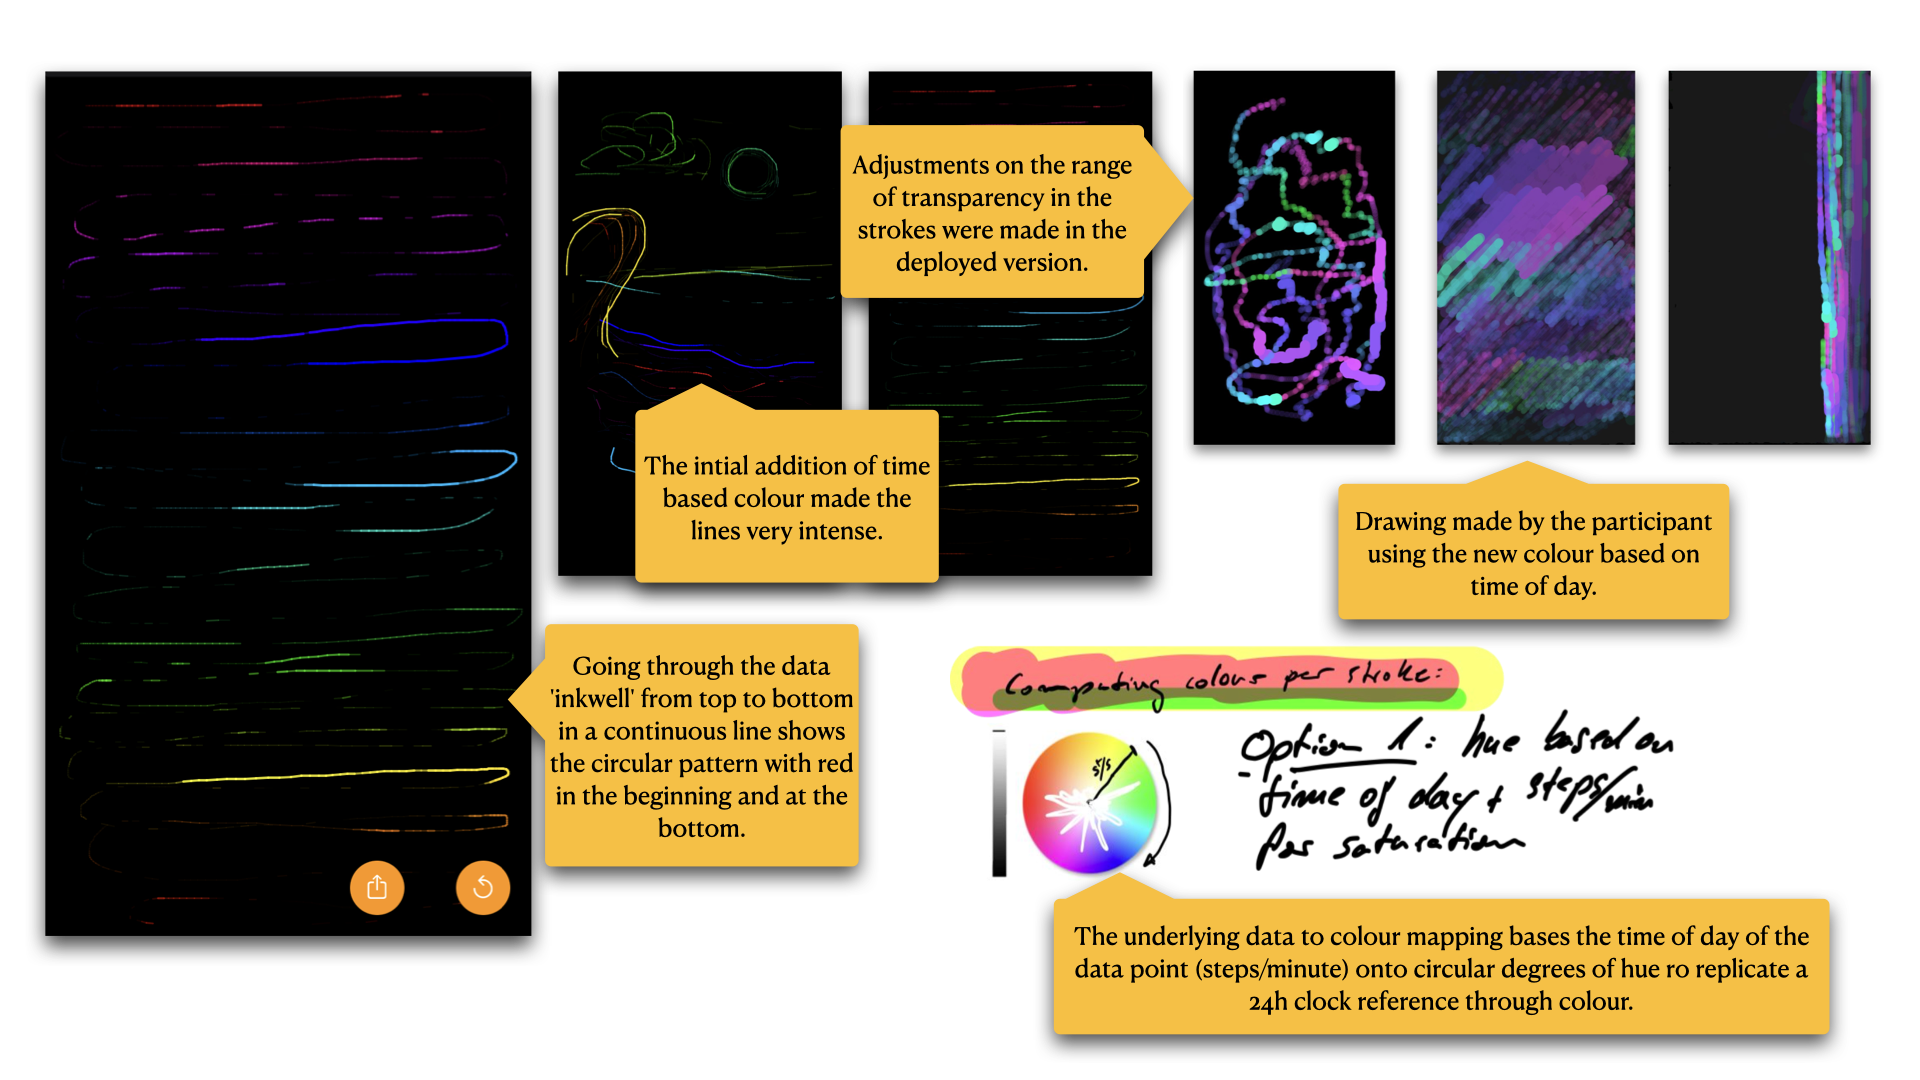 Adjustments on the range
of transparency in the
strokes were made in the
deployed version.
The intial addition of time
based colour made the
lines very intense.
Drawing made by the participant
using the new colour based on
time of day.
Going through the data
'inkwell' from top to bottom
in a continuous line shows
the circular pattern with red
in the beginning and at the
bottom.
Computing colour per stroke:
Option 1: hue based on
time of day + steps/min
for saturation
s/s
The underlying data to colour mapping bases the time of day of the
data point (steps/minute) onto circular degrees of hue ro replicate a
24h clock reference through colour.